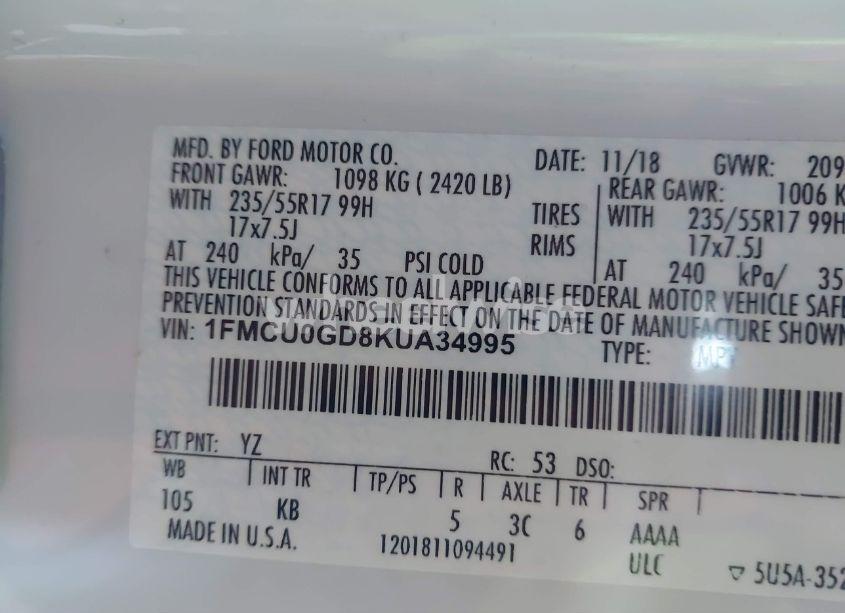 MFD. BY FORD MOTOR CO.
DATE: 11/18 GVWR: 209
FRONT GAWR: 1098 KG ( 2420 LB)
REAR GAWR: 1006 K
WITH 235/55R17 99H TIRES
WITH 235/55R17 99H
17x7.5J RIMS
17x7.5J
AT 240 kPa/ 35 PSI COLD
AT 240 kPa/ 35
THIS VEHICLE CONFORMS TO ALL APPLICABLE FEDERAL MOTOR VEHICLE SAFE
PREVENTION STANDARDS IN EFFECT ON THE DATE OF MANUFACTURE SHOWN
VIN: 1FMCU0GD8KUA34995
TYPE: MP
EXT PNT: YZ RC: 53 DSO:
WB INT TR TP/PS R AXLE TR SPR
105 KB 5 3C 6 AAAA
MADE IN U.S.A. 1201811094491 ULC
5U5A-352